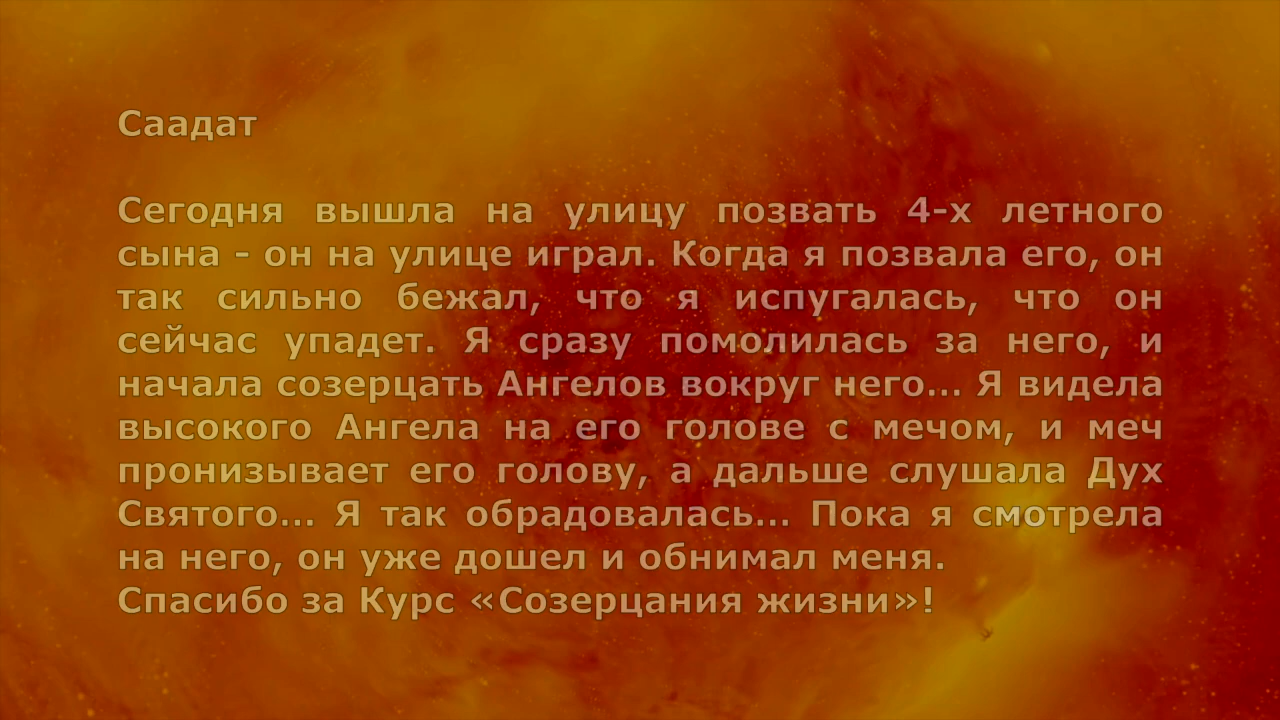 Саадат
Сегодня вышла на улицу позвать 4-х летного
сына - он на улице играл. Когда я позвала его, он
так сильно бежал, что я испугалась, что он
сейчас упадет. Я сразу помолилась за него, и
начала созерцать Ангелов вокруг него... Я видела
высокого Ангела на его голове с мечом, и меч
пронизывает его голову, а дальше слушала Дух
Святого... Я так обрадовалась... Пока я смотрела
на него, он уже дошел и обнимал меня.
Спасибо за Курс «Созерцания жизни»!